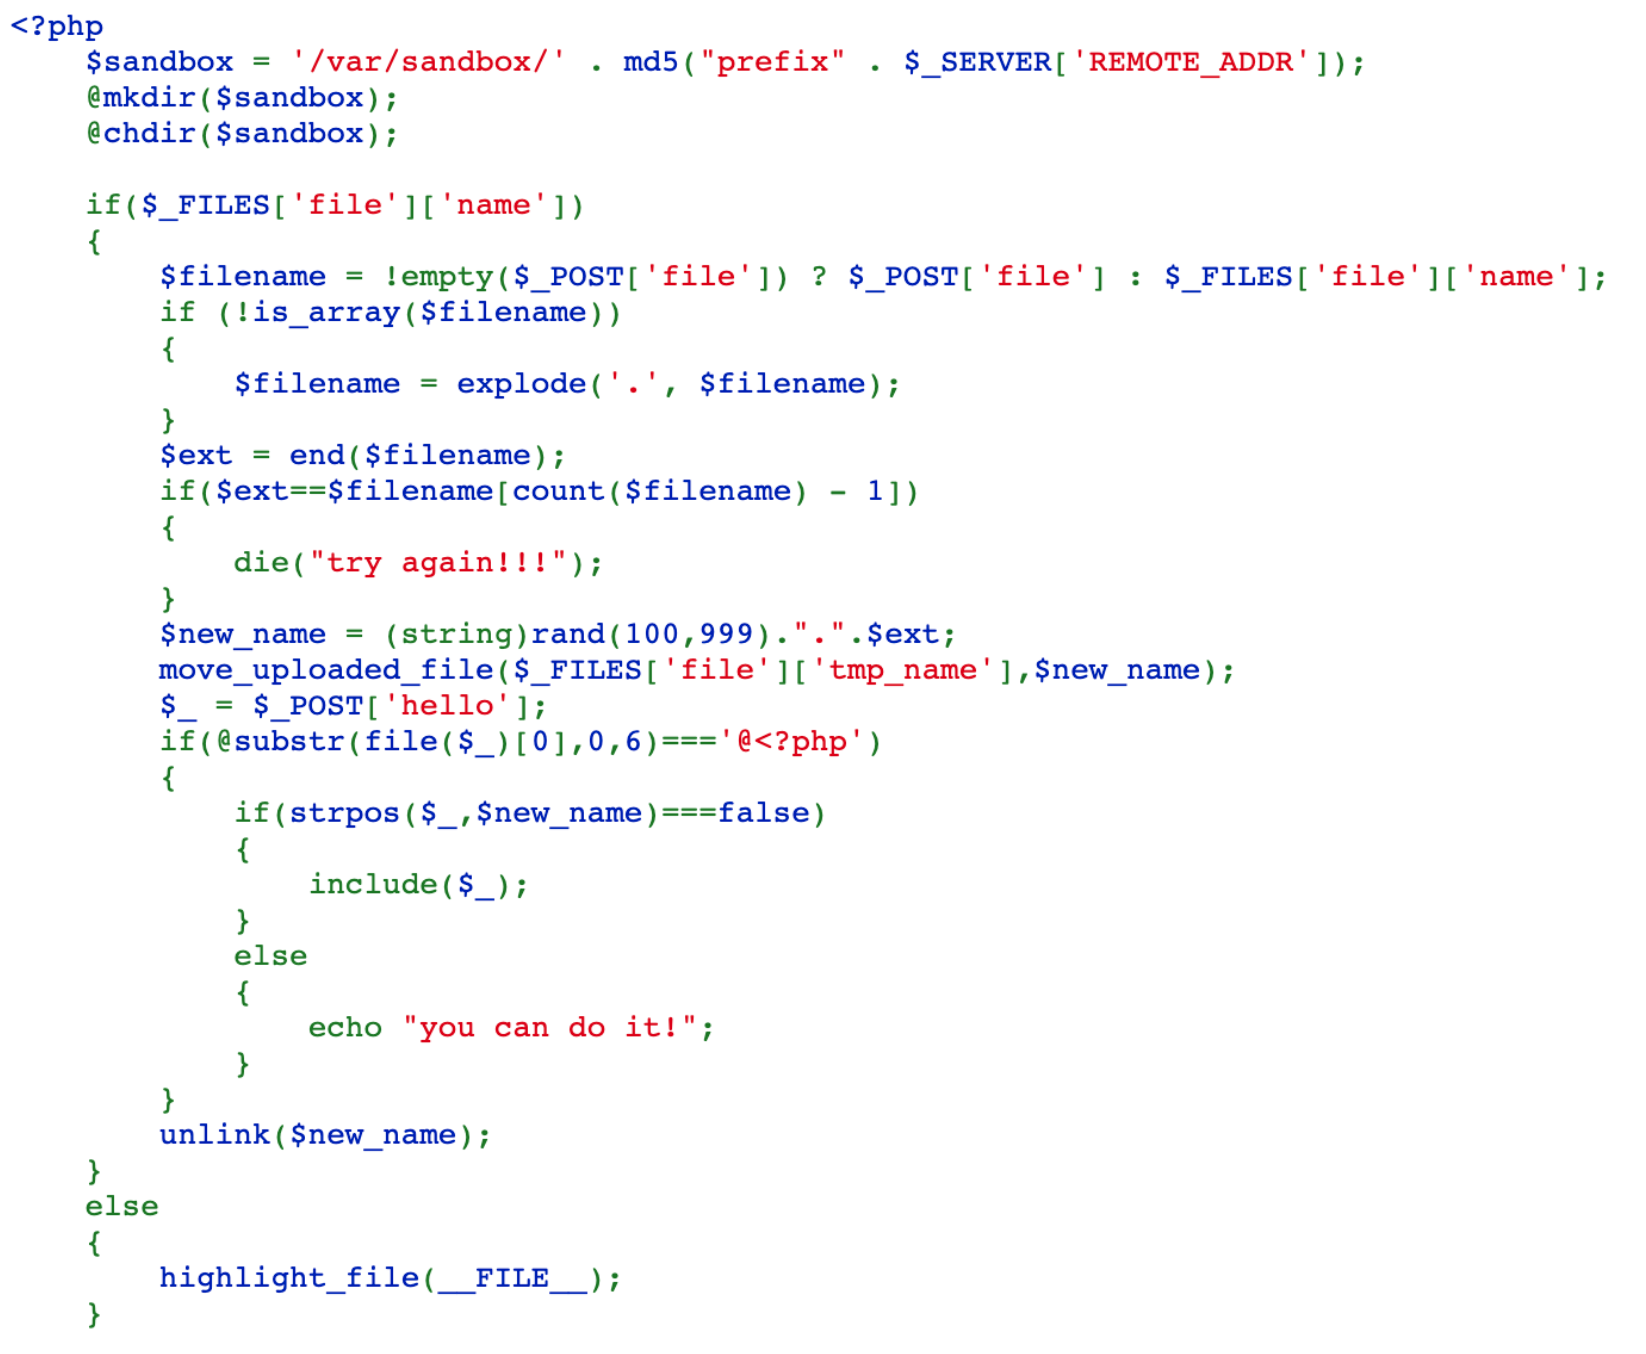 <?php
    $sandbox = '/var/sandbox/' . md5("prefix" . $_SERVER['REMOTE_ADDR']);
    @mkdir($sandbox);
    @chdir($sandbox);

    if($_FILES['file']['name'])
    {
        $filename = !empty($_POST['file']) ? $_POST['file'] : $_FILES['file']['name'];
        if (!is_array($filename))
        {
            $filename = explode('.', $filename);
        }
        $ext = end($filename);
        if($ext==$filename[count($filename) - 1])
        {
            die("try again!!!");
        }
        $new_name = (string)rand(100,999).".".$ext;
        move_uploaded_file($_FILES['file']['tmp_name'],$new_name);
        $_ = $_POST['hello'];
        if(@substr(file($_)[0],0,6)==='@<?php')
        {
            if(strpos($_,$new_name)===false)
            {
                include($_);
            }
            else
            {
                echo "you can do it!";
            }
        }
        unlink($new_name);
    }
    else
    {
        highlight_file(__FILE__);
    }